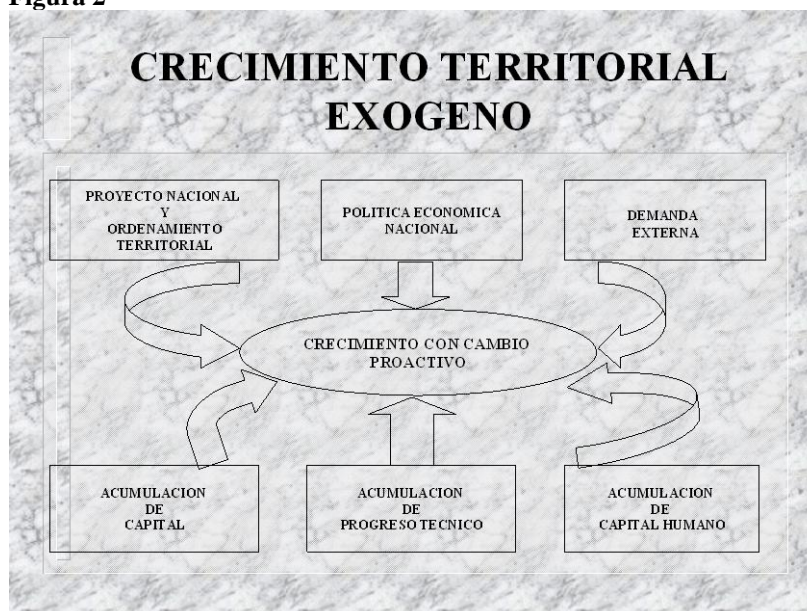 Figura 2
CRECIMIENTO TERRITORIAL
EXOGENO
PROYECTO NACIONAL
Y
ORDENAMIENTO
TERRITORIAL
POLITICA ECONOMICA
NACIONAL
DEMANDA
EXTERNA
CRECIMIENTO CON CAMBIO
PROACTIVO
ACUMULACION
DE
CAPITAL
ACUMULACION
DE
PROGRESO TECNICO
ACUMULACION
DE
CAPITAL HUMANO